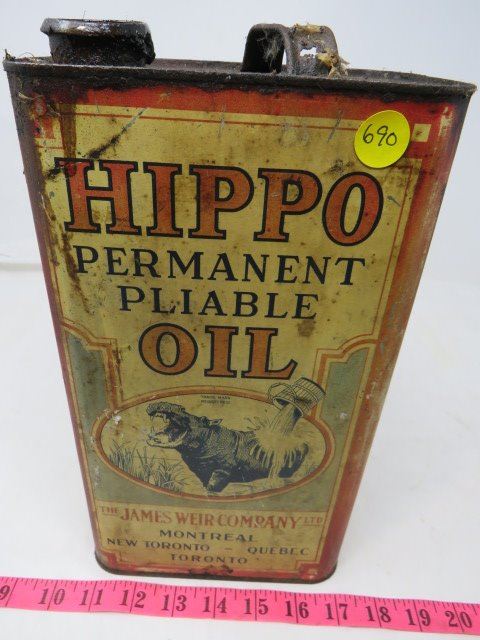 690
HIPPO
PERMANENT
PLIABLE
OIL
TRADE MARK
THE JAMES WEIR COMPANY LTD
MONTREAL
NEW TORONTO - QUEBEC
TORONTO
9 10 11 12 13 14 15 16 17 18 19 20